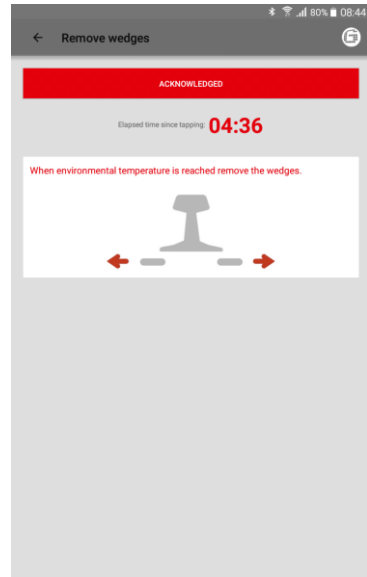 80% 08:44
Remove wedges
ACKNOWLEDGED
Elapsed time since tapping: 04:36
When environmental temperature is reached remove the wedges.